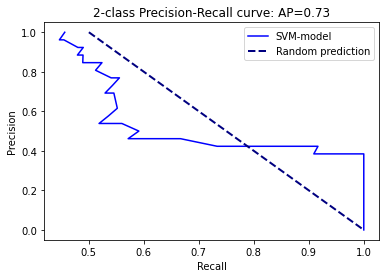 2-class Precision-Recall curve: AP=0.73
SVM-model
Random prediction
Precision
1.0
0.8
0.6
0.4
0.2
0.0
0.5 0.6 0.7 0.8 0.9 1.0
Recall